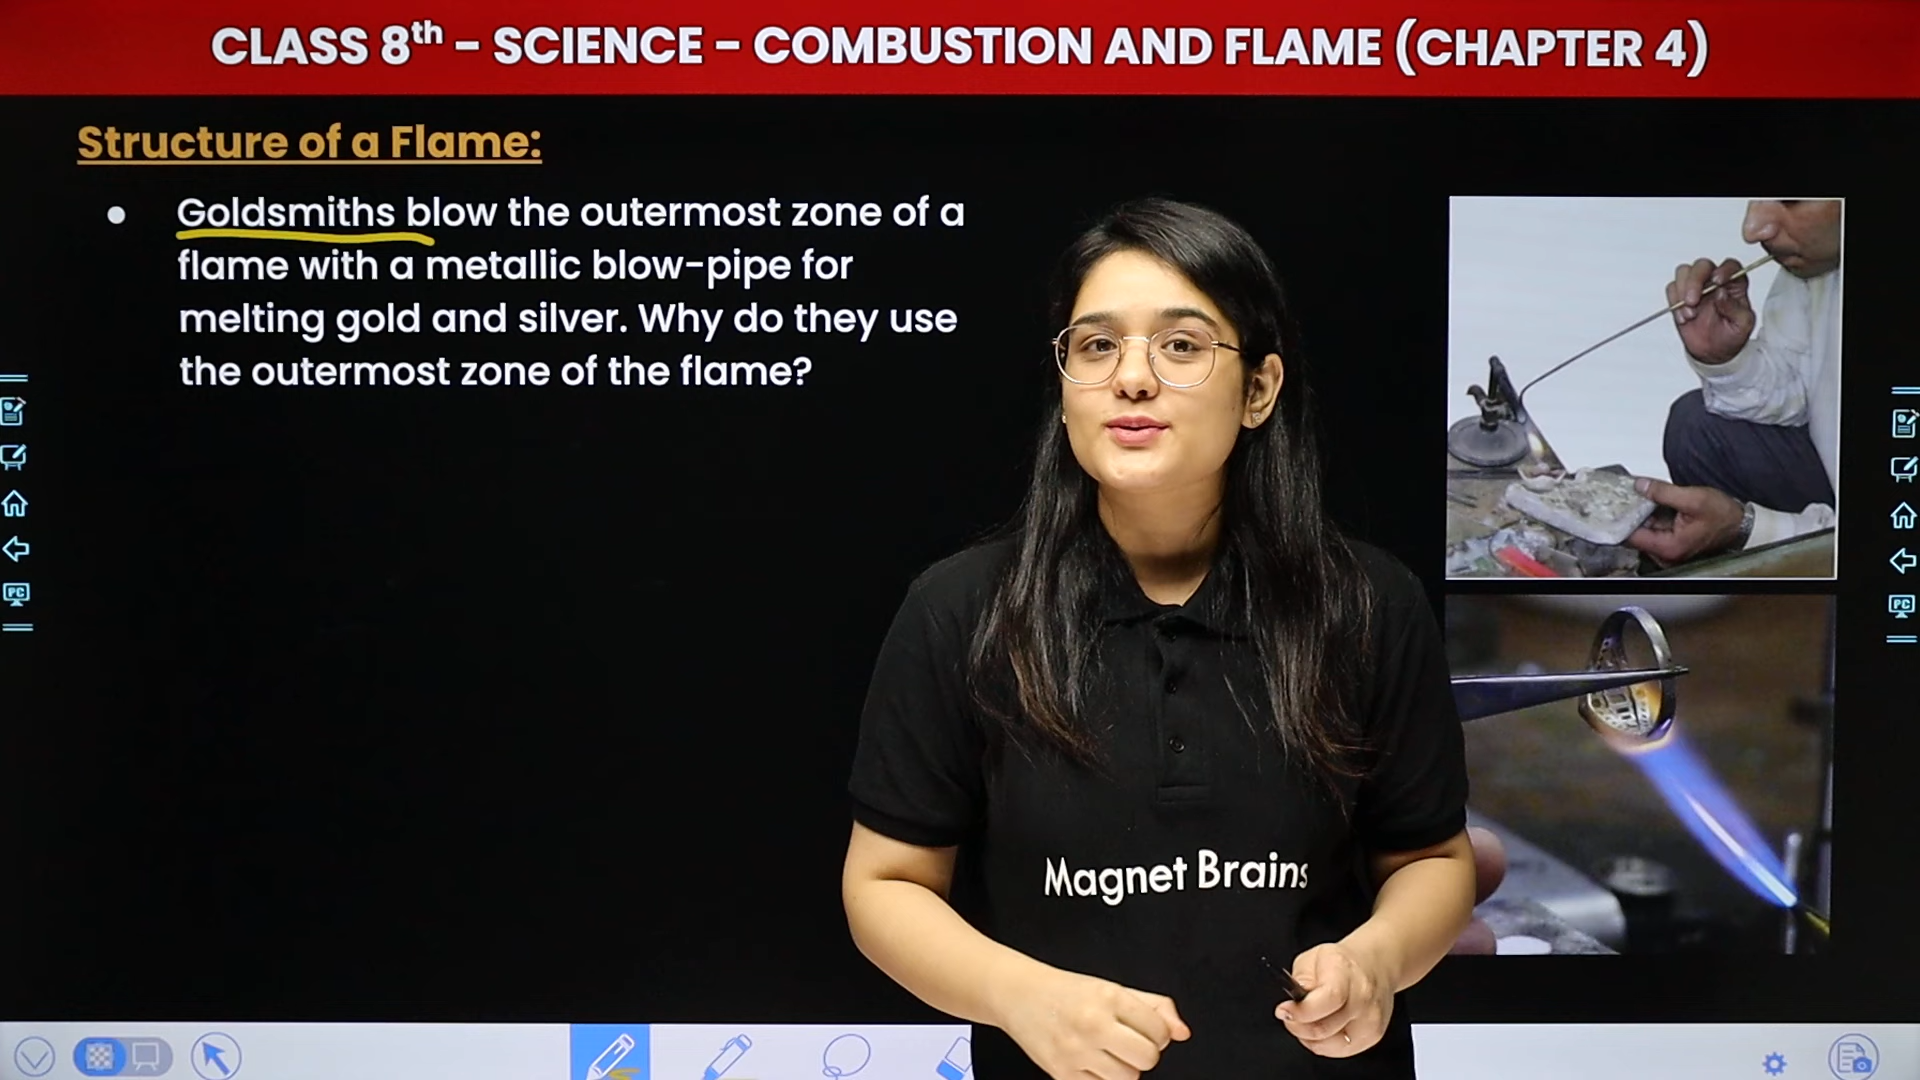 CLASS 8th - SCIENCE - COMBUSTION AND FLAME (CHAPTER 4)
Structure of a Flame:
• Goldsmiths blow the outermost zone of a
flame with a metallic blow-pipe for
melting gold and silver. Why do they use
the outermost zone of the flame?
PC
PC
Magnet Brains